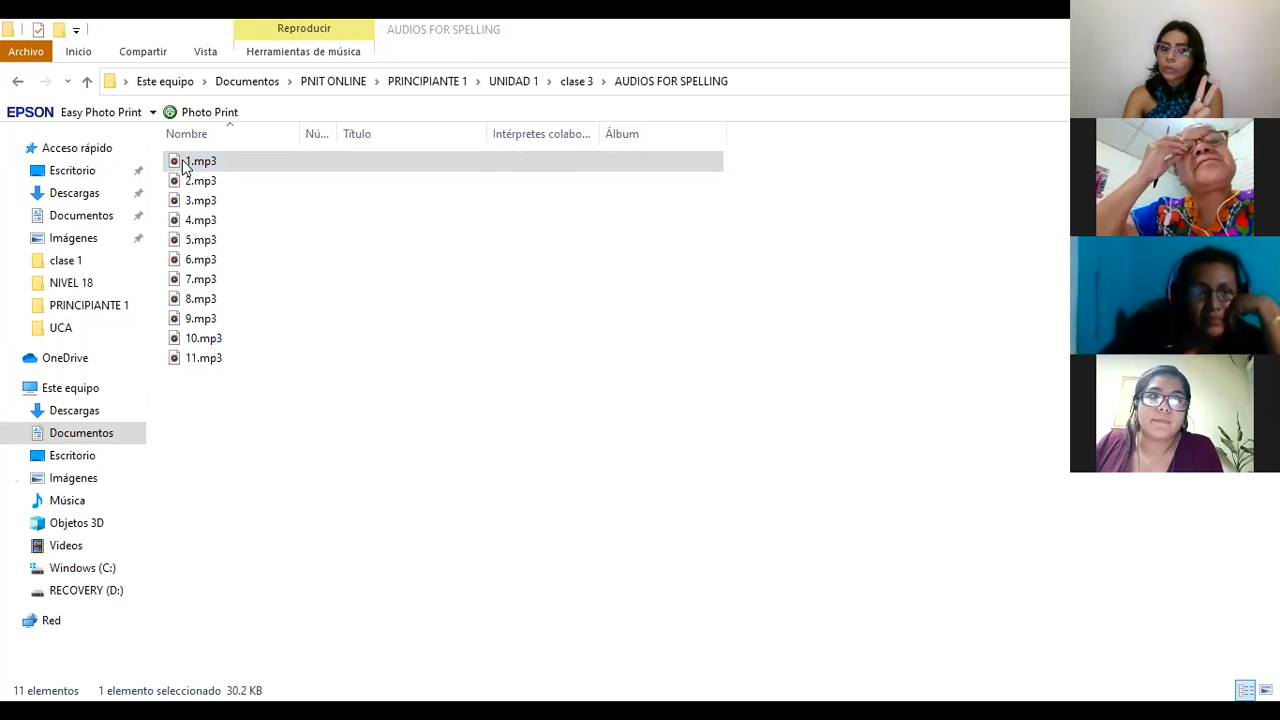 Reproducir
AUDIOS FOR SPELLING
Archivo
Inicio
Compartir
Vista
Herramientas de música
Este equipo
Documentos
PNIT ONLINE
PRINCIPIANTE 1
UNIDAD 1
clase 3
AUDIOS FOR SPELLING
EPSON Easy Photo Print
Photo Print
Nombre
Nú...
Título
Intérpretes colabo...
Álbum
Acceso rápido
Escritorio
Descargas
Documentos
Imágenes
clase 1
NIVEL 18
PRINCIPIANTE 1
UCA
OneDrive
Este equipo
Descargas
Documentos
Escritorio
Imágenes
Música
Objetos 3D
Videos
Windows (C:)
RECOVERY (D:)
Red
1.mp3
2.mp3
3.mp3
4.mp3
5.mp3
6.mp3
7.mp3
8.mp3
9.mp3
10.mp3
11.mp3
11 elementos
1 elemento seleccionado 30.2 KB